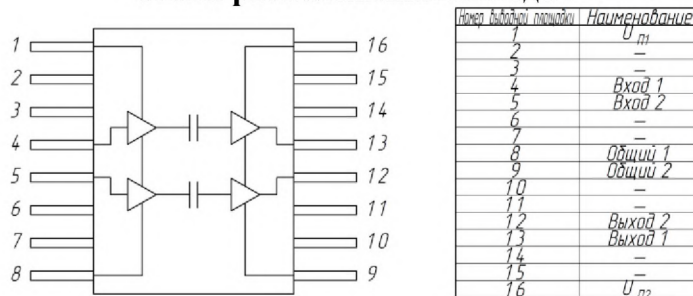 1
2
3
4
5
6
7
8
16
15
14
13
12
11
10
9
Номер выводной площадки Наименование
1 U П1
2 –
3 –
4 Вход 1
5 Вход 2
6 –
7 –
8 Общий 1
9 Общий 2
10 –
11 –
12 Выход 2
13 Выход 1
14 –
15 –
16 U П2